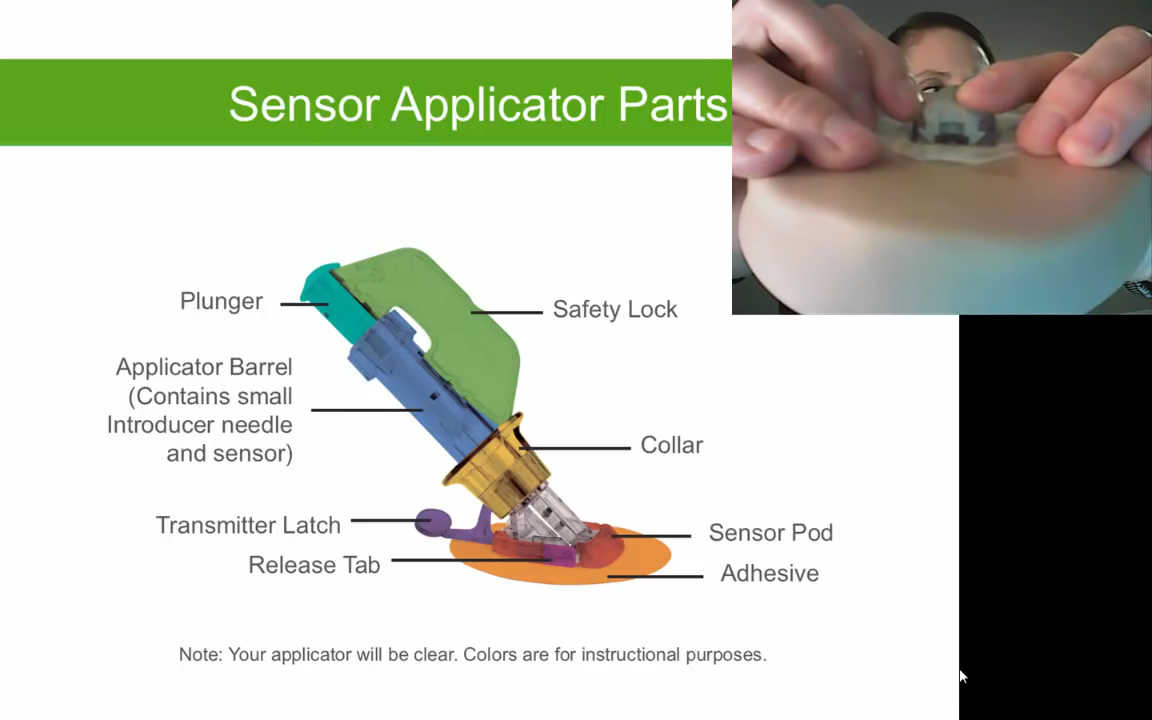 Sensor Applicator Parts
Plunger
Safety Lock
Applicator Barrel
(Contains small
Introducer needle
and sensor)
Collar
Transmitter Latch
Sensor Pod
Release Tab
Adhesive
Note: Your applicator will be clear. Colors are for instructional purposes.